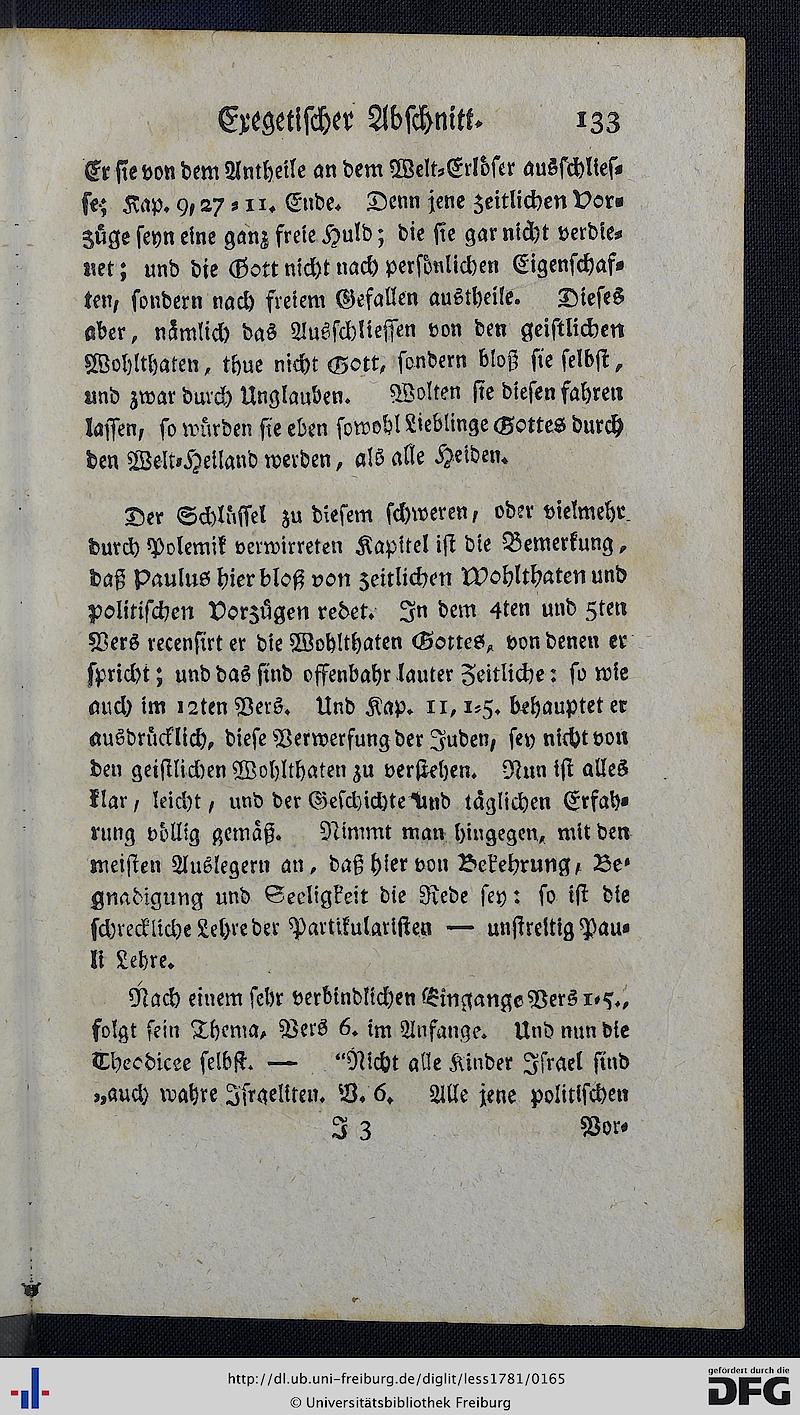 Exegetischer Abschnitt. 133
Er sie von dem Antheile an dem Welt-Erlöser ausschlies-
se; Kap. 9, 27-11. Ende. Denn jene zeitlichen Vor-
züge seyn eine ganz freie Huld; die sie gar nicht verdie-
net; und die Gott nicht nach persönlichen Eigenschaf-
ten, sondern nach freiem Gefallen austheile. Dieses
aber, nämlich das Ausschliessen von den geistlichen
Wohlthaten, thue nicht Gott, sondern bloß sie selbst,
und zwar durch Unglauben. Wolten sie diesen fahren
lassen, so würden sie eben sowohl Lieblinge Gottes durch
den Welt-Heiland werden, als alle Heiden.
Der Schlüssel zu diesem schweren, oder vielmehr
durch Polemik verwirreten Kapitel ist die Bemerkung,
daß Paulus hier bloß von zeitlichen Wohlthaten und
politischen Vorzügen redet. In dem 4ten und 5ten
Vers recensirt er die Wohlthaten Gottes, von denen er
spricht; und das sind offenbahr lauter Zeitliche: so wie
auch im 12ten Vers. Und Kap. 11, 1-5. behauptet er
ausdrücklich, diese Verwerfung der Juden, sey nicht von
den geistlichen Wohlthaten zu verstehen. Nun ist alles
klar, leicht, und der Geschichte und täglichen Erfah-
rung völlig gemäß. Nimmt man hingegen, mit den
meisten Auslegern an, daß hier von Bekehrung, Be-
gnadigung und Seeligkeit die Rede sey: so ist die
schreckliche Lehre der Partikularisten — unstreitig Pau-
li Lehre.
Nach einem sehr verbindlichen Eingange Vers 1-5.,
folgt sein Thema, Vers 6. im Anfange. Und nun die
Theodicee selbst. — “Nicht alle Kinder Israel sind
„auch wahre Israeliten. V. 6. Alle jene politischen
J 3 Vor-
http://dl.ub.uni-freiburg.de/diglit/less1781/0165
© Universitätsbibliothek Freiburg
gefördert durch die
DFG